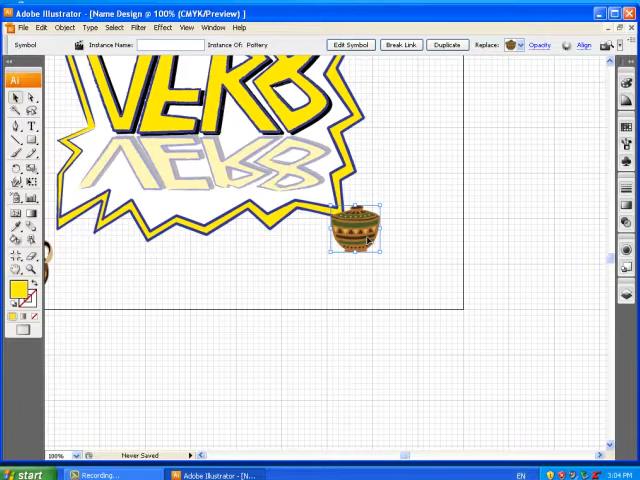 Adobe Illustrator - [Name Design @ 100% (CMYK/Preview) ]
File Edit Object Type Select Filter Effect View Window Help
Symbol Instance Name: Instance Of: Pottery Edit Symbol Break Link Duplicate Replace: Opacity Align
Ai
VERB
VERB
100% Never Saved
start Recording... Adobe Illustrator - [N... EN 3:04 PM